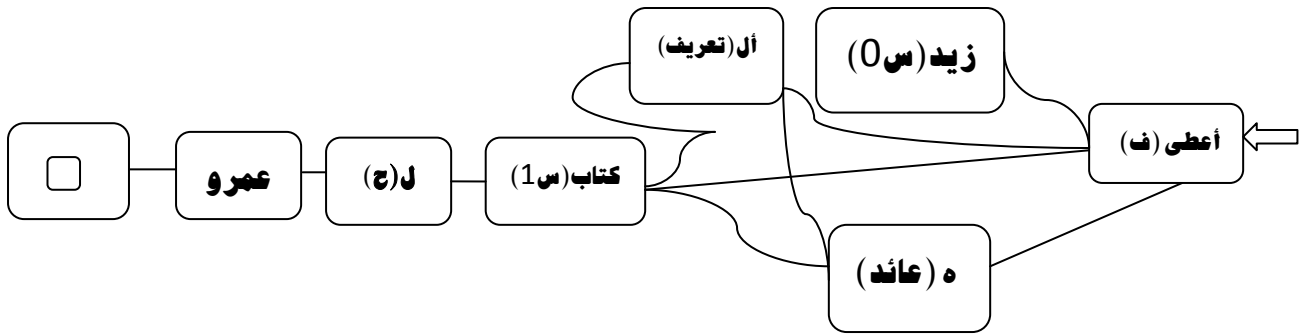 زيد(س0)
أل(تعريف)
أعطى(ف)
كتاب(س1)
ل(ح)
عمرو
ه (عائد)